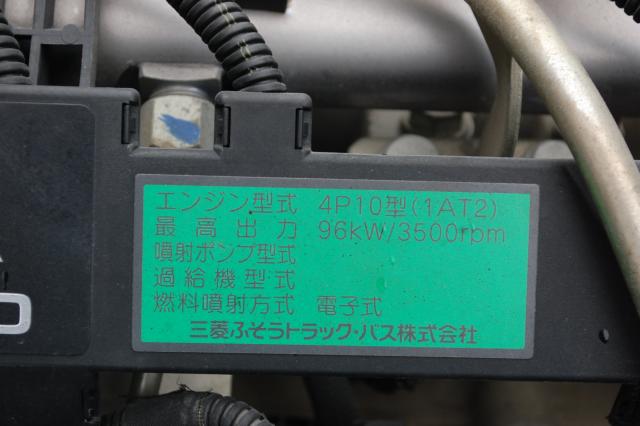 エンジン型式 4P10型(1AT2)
最高出力 96kW/3500rpm
噴射ポンプ型式
過給機型式
燃料噴射方式 電子式
三菱ふそうトラック・バス株式会社